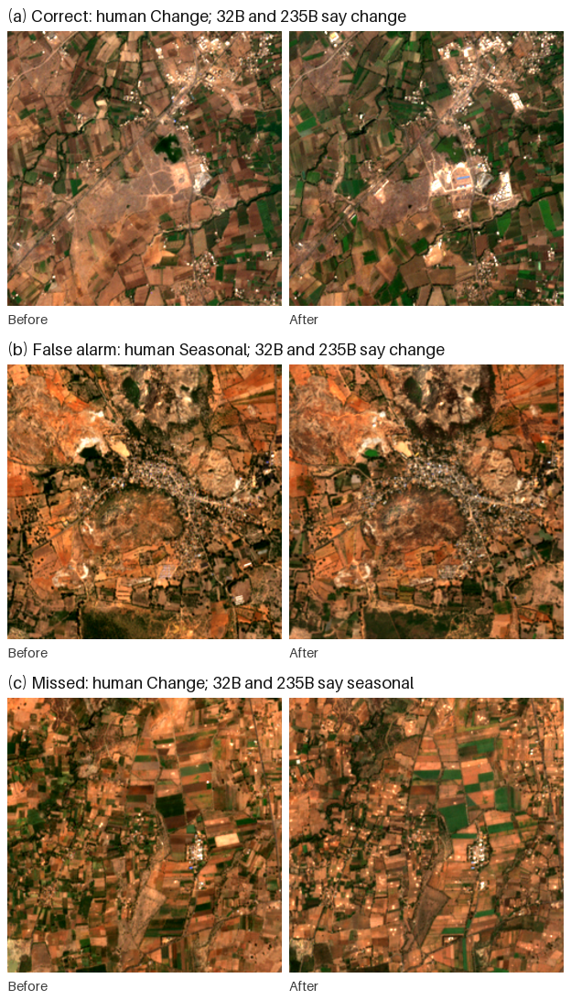 (a) Correct: human Change; 32B and 235B say change
Before
After
(b) False alarm: human Seasonal; 32B and 235B say change
Before
After
(c) Missed: human Change; 32B and 235B say seasonal
Before
After